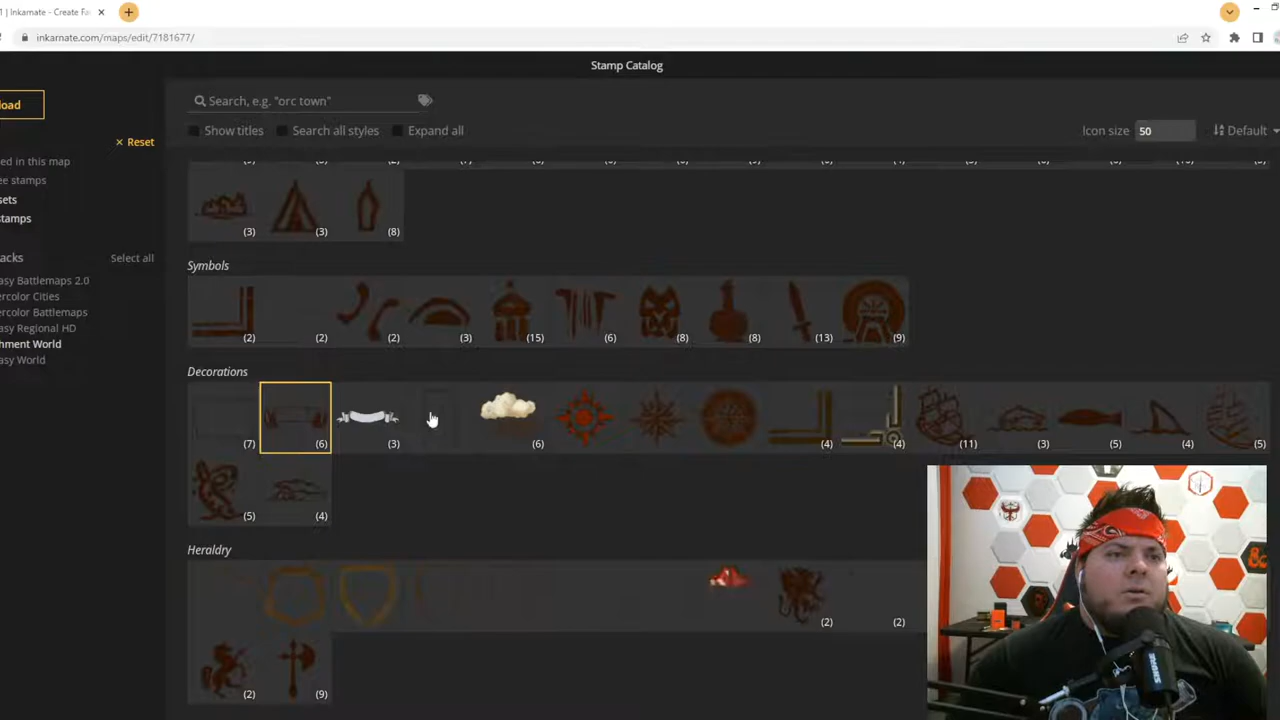 1 | Inkarnate - Create Fa
inkarnate.com/maps/edit/7181677/
Stamp Catalog
oad
Search, e.g. "orc town"
Show titles
Search all styles
Expand all
Icon size
50
Default
Reset
ed in this map
ee stamps
sets
stamps
acks
Select all
asy Battlemaps 2.0
ercolor Cities
ercolor Battlemaps
asy Regional HD
hment World
asy World
(3) (3) (8)
Symbols
(2) (2) (2) (3) (15) (6) (8) (8) (13) (9)
Decorations
(7) (6) (3) (6) (4) (4) (11) (3) (5) (4) (5)
(5) (4)
Heraldry
(2) (2)
(2) (9)